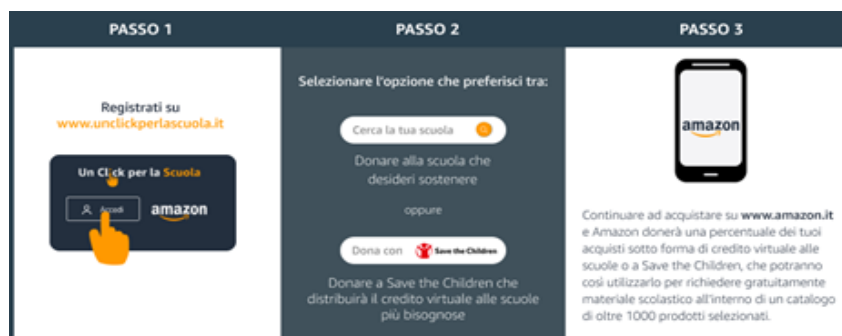 PASSO 1
Registrati su
www.unclickperlascuola.it
Un Click per la Scuola
Accedi
amazon
PASSO 2
Selezionare l'opzione che preferisci tra:
Cerca la tua scuola
Donare alla scuola che
desideri sostenere
oppure
Dona con Save the Children
Donare a Save the Children che
distribuirà il credito virtuale alle scuole
più bisognose
PASSO 3
amazon
Continuare ad acquistare su www.amazon.it
e Amazon donerà una percentuale dei tuoi
acquisti sotto forma di credito virtuale alle
scuole o a Save the Children, che potranno
così utilizzarlo per richiedere gratuitamente
materiale scolastico all'interno di un catalogo
di oltre 1000 prodotti selezionati.